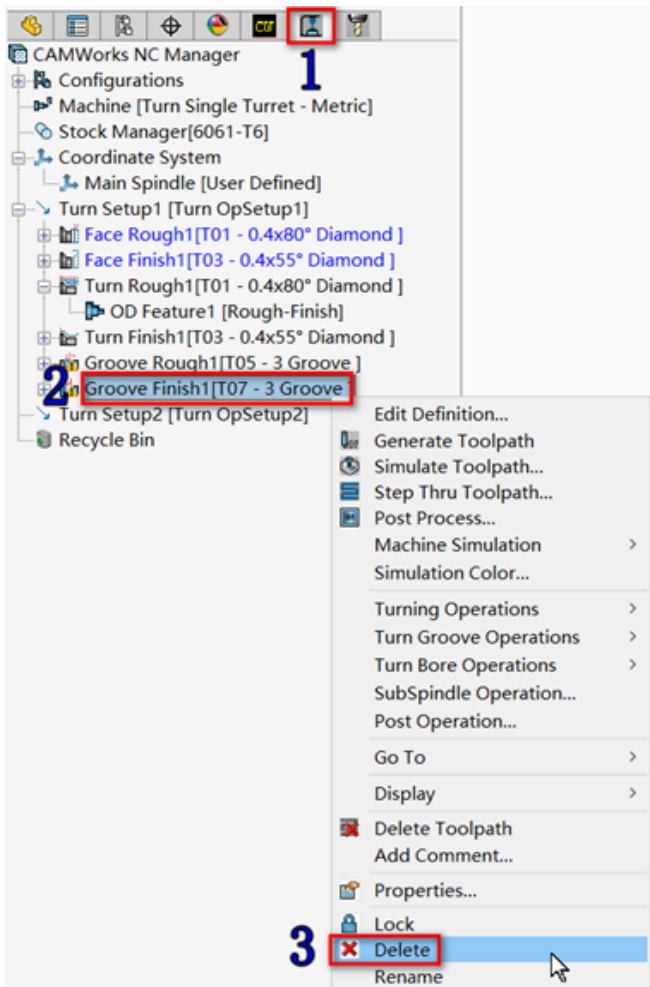 1
CAMWorks NC Manager
Configurations
Machine [Turn Single Turret - Metric]
Stock Manager[6061-T6]
Coordinate System
Main Spindle [User Defined]
Turn Setup1 [Turn OpSetup1]
Face Rough1[T01 - 0.4x80° Diamond ]
Face Finish1[T03 - 0.4x55° Diamond ]
Turn Rough1[T01 - 0.4x80° Diamond ]
OD Feature1 [Rough-Finish]
Turn Finish1[T03 - 0.4x55° Diamond ]
Groove Rough1[T05 - 3 Groove ]
2 Groove Finish1[T07 - 3 Groove ]
Turn Setup2 [Turn OpSetup2]
Recycle Bin
Edit Definition...
Generate Toolpath
Simulate Toolpath...
Step Thru Toolpath...
Post Process...
Machine Simulation >
Simulation Color...
Turning Operations >
Turn Groove Operations >
Turn Bore Operations >
SubSpindle Operation...
Post Operation...
Go To >
Display >
Delete Toolpath
Add Comment...
Properties...
Lock
3 Delete
Rename